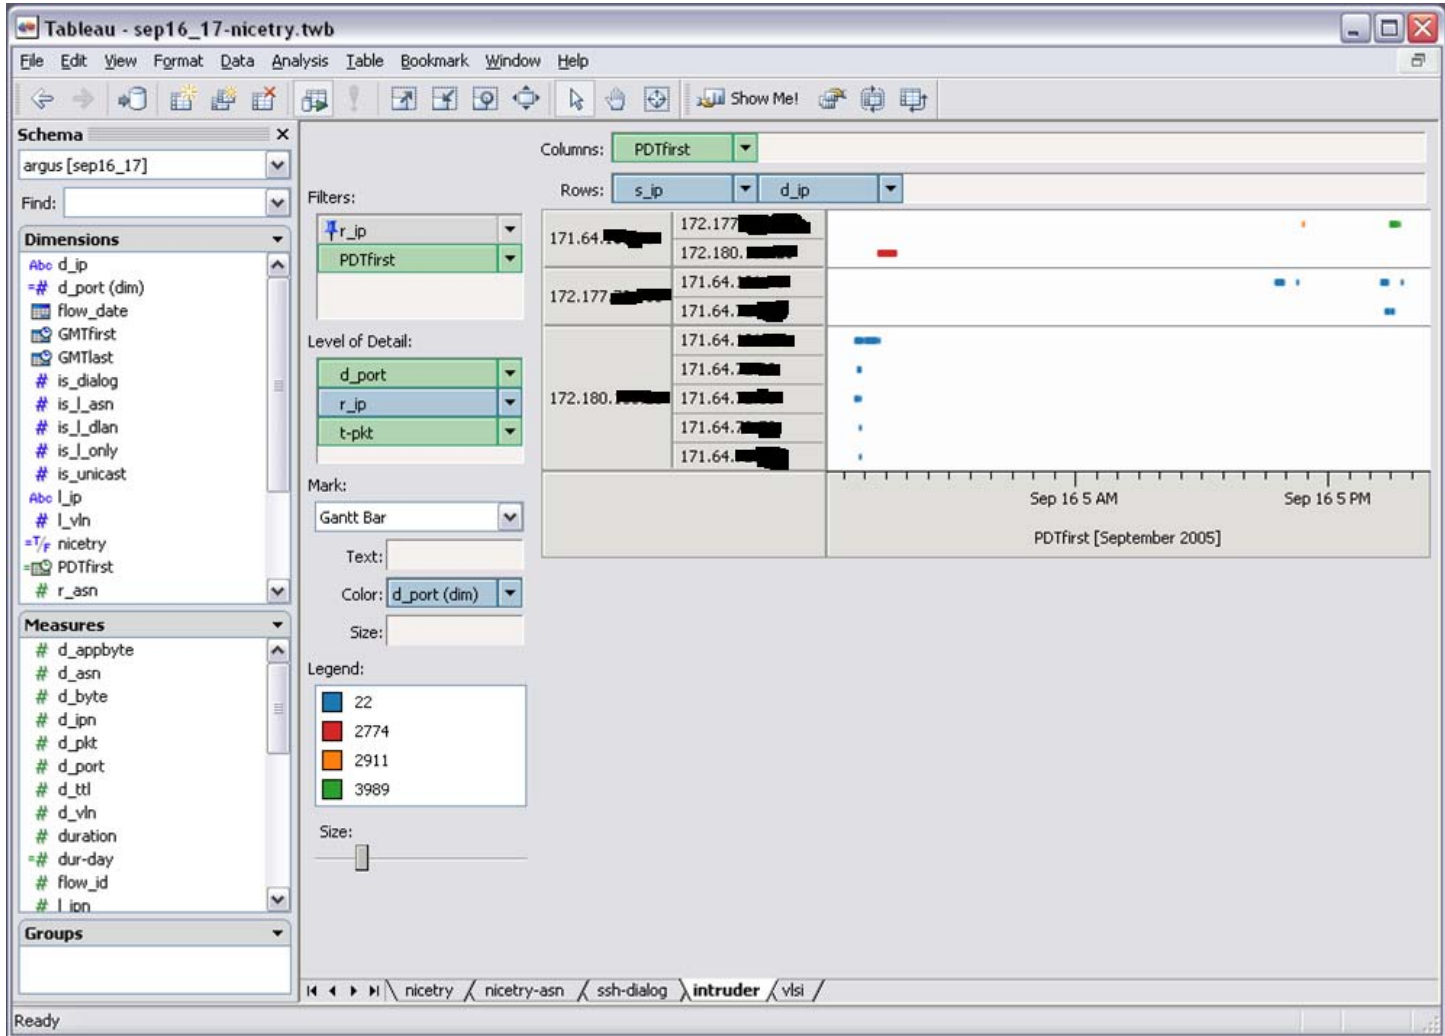 Tableau - sep16_17-nicetry.twb
File Edit View Format Data Analysis Table Bookmark Window Help
Show Me!
Schema
argus [sep16_17]
Find:
Dimensions
Abc d_ip
=# d_port (dim)
flow_date
GMTfirst
GMTlast
# is_dialog
# is_l_asn
# is_l_dlan
# is_l_only
# is_unicast
Abc l_ip
# l_vln
=T/F nicetry
PDTfirst
# r_asn
Measures
# d_appbyte
# d_asn
# d_byte
# d_ipn
# d_pkt
# d_port
# d_ttl
# d_vln
# duration
=# dur-day
# flow_id
# l_ipn
Groups
Filters:
r_ip
PDTfirst
Level of Detail:
d_port
r_ip
t-pkt
Mark:
Gantt Bar
Text:
Color: d_port (dim)
Size:
Legend:
22
2774
2911
3989
Size:
Columns: PDTfirst
Rows: s_ip d_ip
171.64.
172.177
172.180.
172.177.
171.64.
171.64.
172.180.
171.64.
171.64.
171.64.
171.64.
171.64.
Sep 16 5 AM
Sep 16 5 PM
PDTfirst [September 2005]
nicetry
nicetry-asn
ssh-dialog
intruder
vlsi
Ready